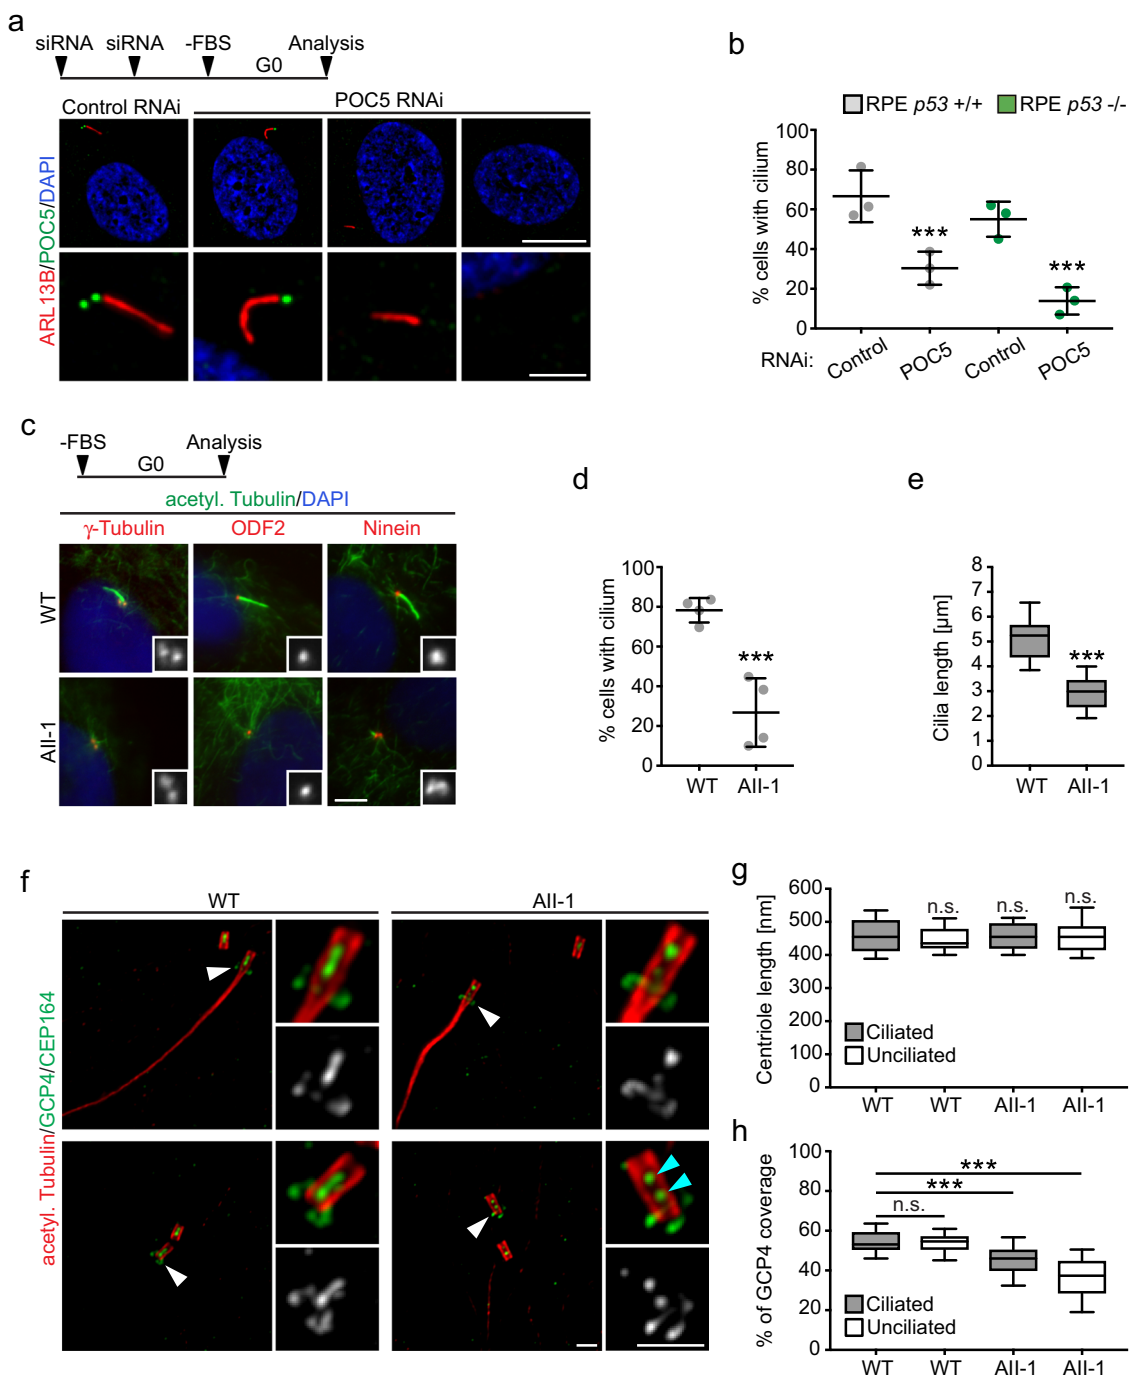 a
siRNA siRNA -FBS Analysis
G0
Control RNAi POC5 RNAi
ARL13B/POC5/DAPI
b
RPE p53 +/+ RPE p53 -/-
% cells with cilium
100
80
60
40
20
0
***
***
RNAi: Control POC5 Control POC5
c
-FBS Analysis
G0
acetyl. Tubulin/DAPI
γ-Tubulin ODF2 Ninein
WT
AII-1
d
% cells with cilium
100
80
60
40
20
0
***
WT AII-1
e
Cilia length [µm]
8
7
6
5
4
3
2
1
0
***
WT AII-1
f
WT AII-1
acetyl. Tubulin/GCP4/CEP164
g
Centriole length [nm]
600
500
400
300
200
100
0
n.s. n.s. n.s.
Ciliated
Unciliated
WT WT AII-1 AII-1
h
% of GCP4 coverage
100
80
60
40
20
0
***
***
n.s.
Ciliated
Unciliated
WT WT AII-1 AII-1